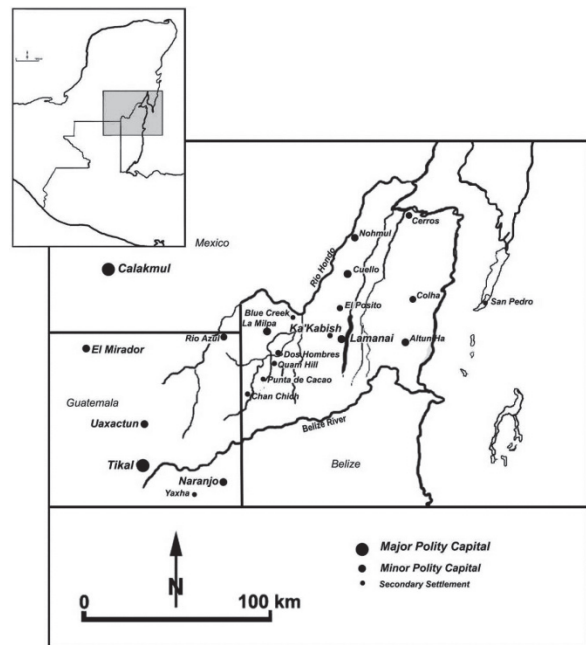 Mexico
Cerros
Nohmul
Rio Hondo
Calakmul
Cuello
Colha
San Pedro
El Posito
Blue Creek
La Milpa
Ka'Kabish
Rio Azul
Lamanai
Altun Ha
El Mirador
Dos Hombres
Quam Hill
Punta de Cacao
Guatemala
Chan Chich
Uaxactun
Belize River
Tikal
Belize
Naranjo
Yaxha
Major Polity Capital
Minor Polity Capital
Secondary Settlement
N
0 100 km